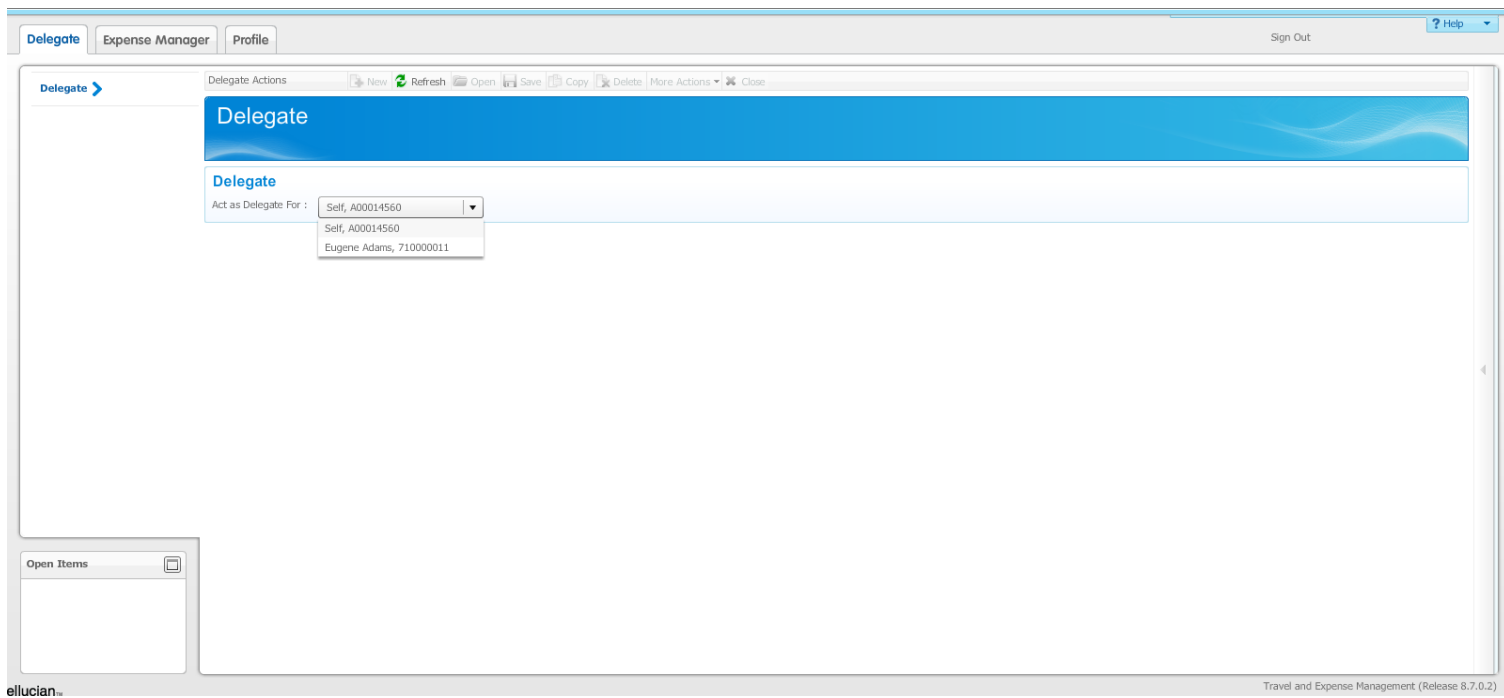 Delegate
Expense Manager
Profile
Sign Out
? Help
Delegate
Delegate Actions
New
Refresh
Open
Save
Copy
Delete
More Actions
Close
Delegate
Delegate
Act as Delegate For :
Self, A00014560
Self, A00014560
Eugene Adams, 710000011
Open Items
ellucian™
Travel and Expense Management (Release 8.7.0.2)